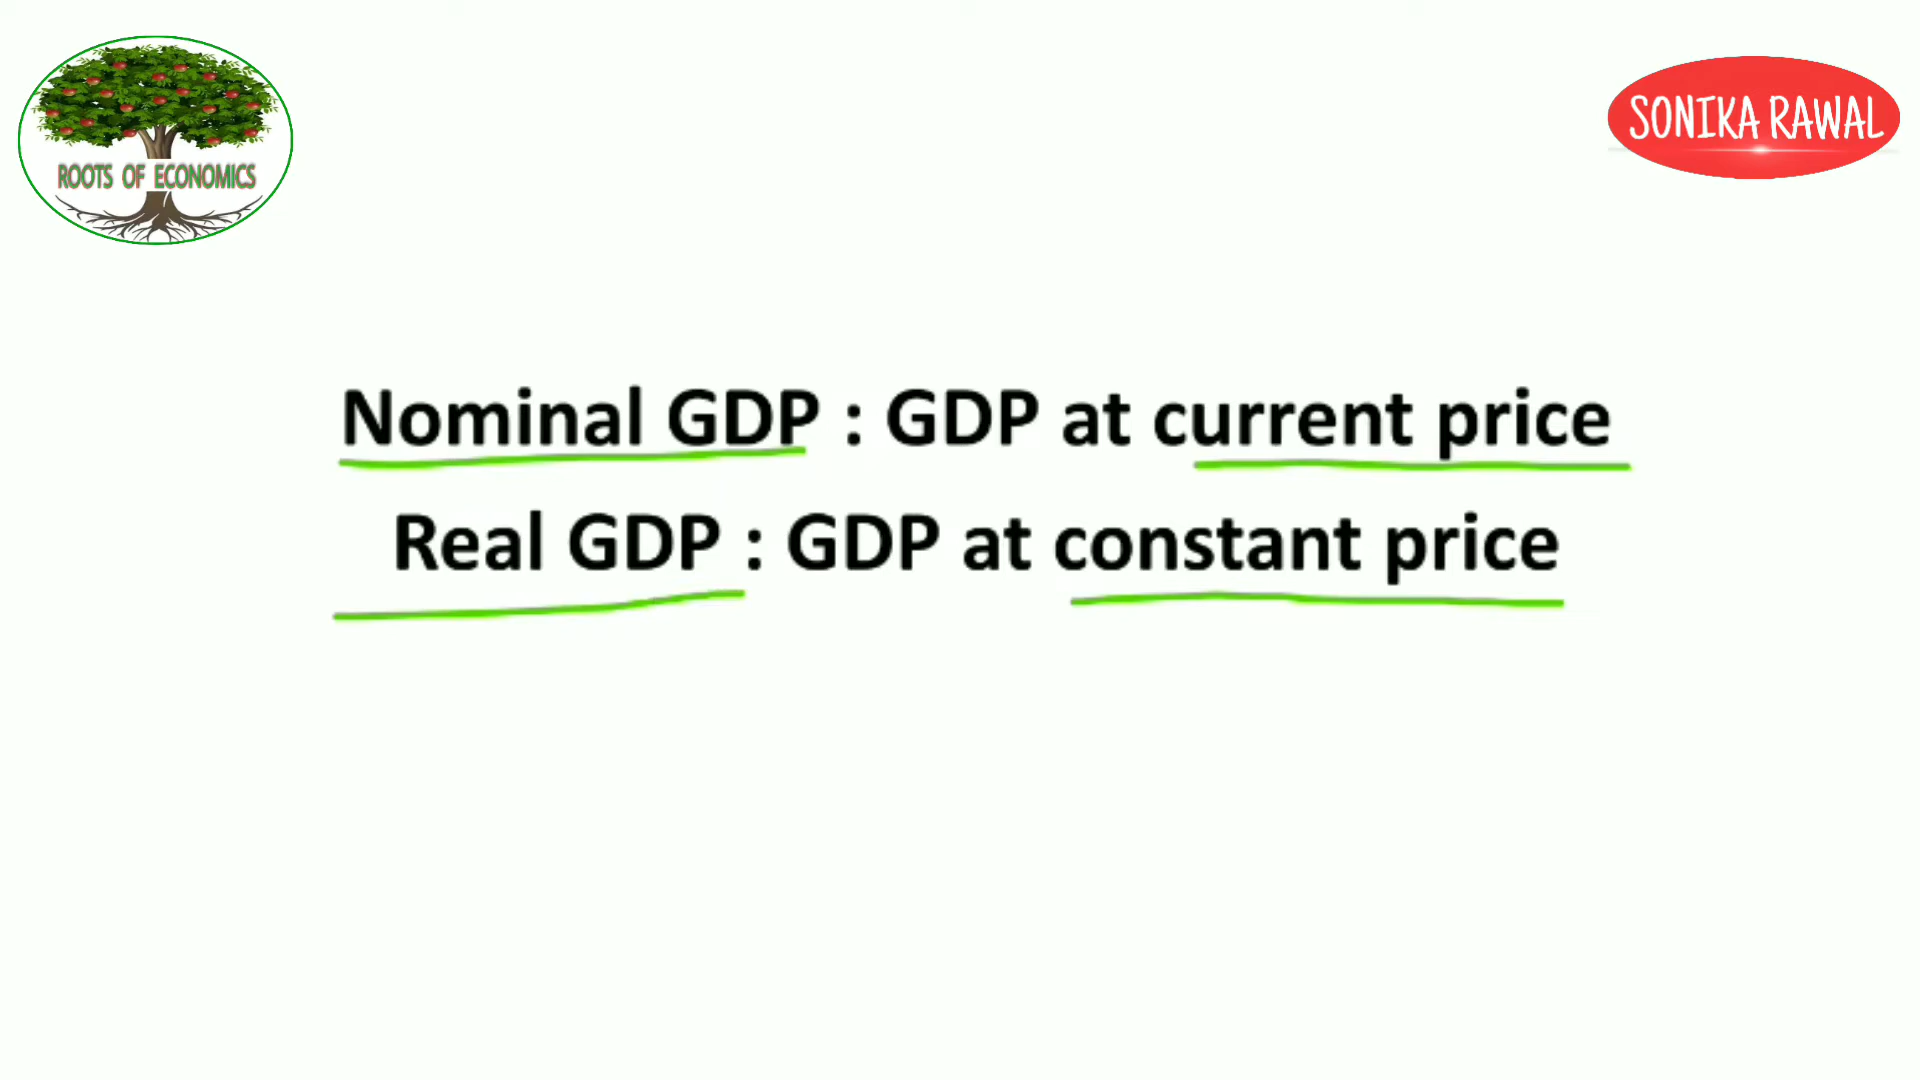 ROOTS OF ECONOMICS
SONIKA RAWAL
Nominal GDP : GDP at current price
Real GDP : GDP at constant price